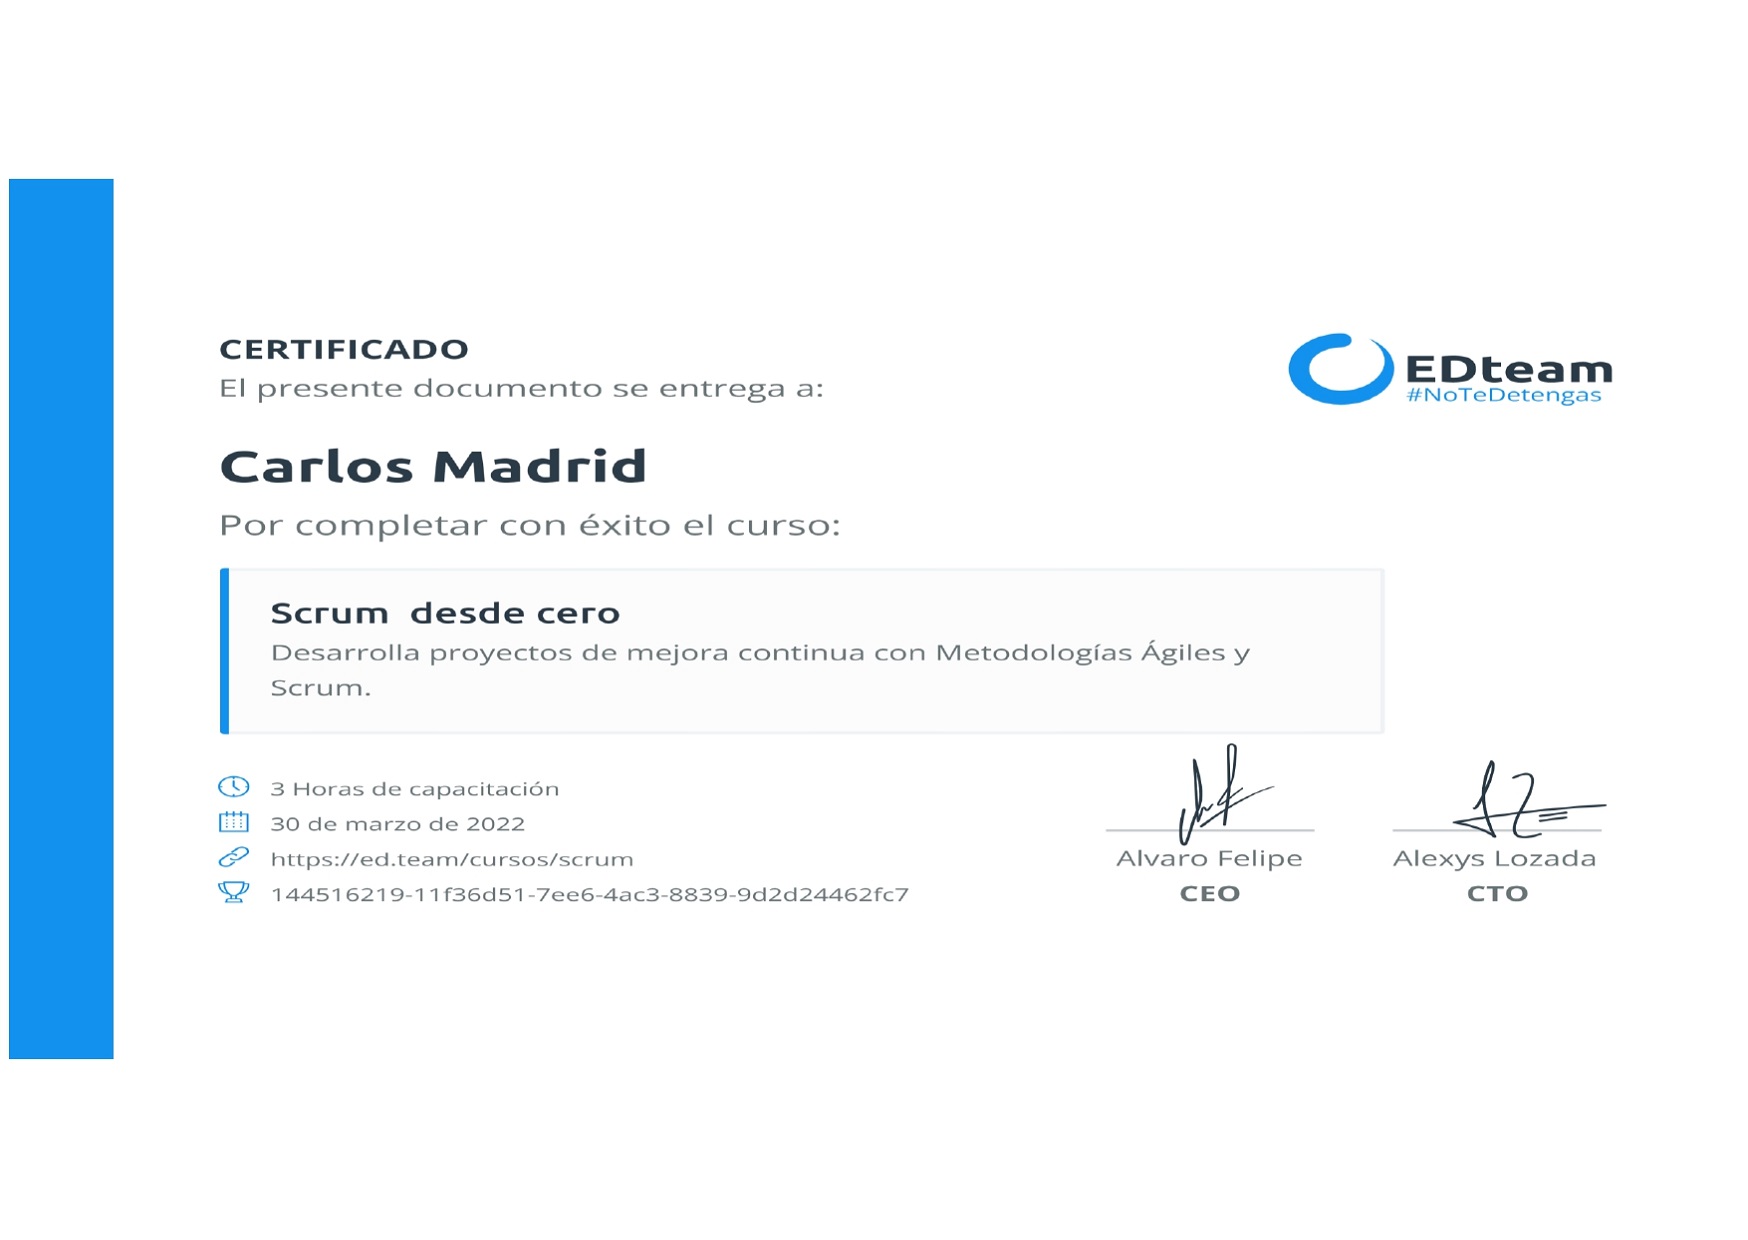 CERTIFICADO
El presente documento se entrega a:
EDteam
#NoTeDetengas
Carlos Madrid
Por completar con éxito el curso:
Scrum  desde cero
Desarrolla proyectos de mejora continua con Metodologías Ágiles y
Scrum.
3 Horas de capacitación
30 de marzo de 2022
https://ed.team/cursos/scrum
144516219-11f36d51-7ee6-4ac3-8839-9d2d24462fc7
Alvaro Felipe
CEO
Alexys Lozada
CTO